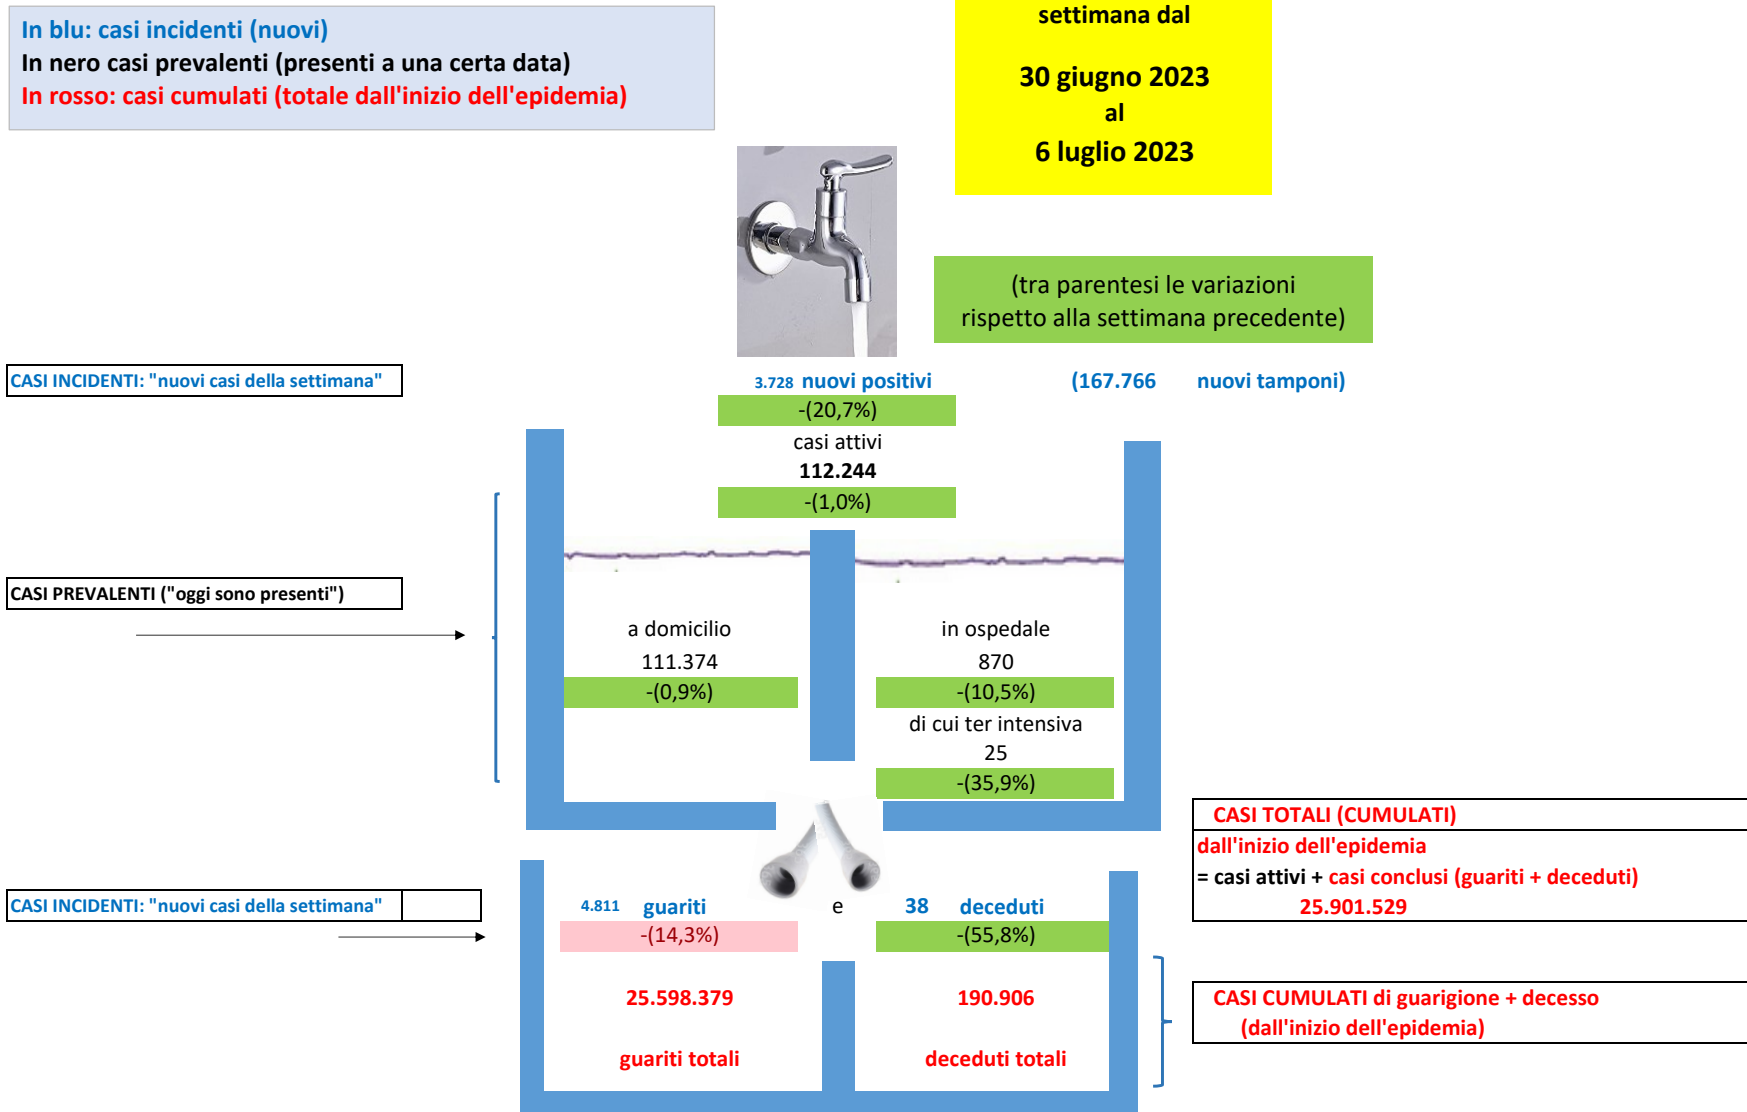 In blu: casi incidenti (nuovi)
In nero casi prevalenti (presenti a una certa data)
In rosso: casi cumulati (totale dall'inizio dell'epidemia)
settimana dal
30 giugno 2023
al
6 luglio 2023
(tra parentesi le variazioni
rispetto alla settimana precedente)
CASI INCIDENTI: "nuovi casi della settimana"
3.728 nuovi positivi
(167.766 nuovi tamponi)
-(20,7%)
casi attivi
112.244
-(1,0%)
CASI PREVALENTI ("oggi sono presenti")
a domicilio
111.374
-(0,9%)
in ospedale
870
-(10,5%)
di cui ter intensiva
25
-(35,9%)
CASI TOTALI (CUMULATI)
dall'inizio dell'epidemia
= casi attivi + casi conclusi (guariti + deceduti)
25.901.529
CASI INCIDENTI: "nuovi casi della settimana"
4.811 guariti e 38 deceduti
-(14,3%) -(55,8%)
25.598.379 190.906
guariti totali deceduti totali
CASI CUMULATI di guarigione + decesso
(dall'inizio dell'epidemia)